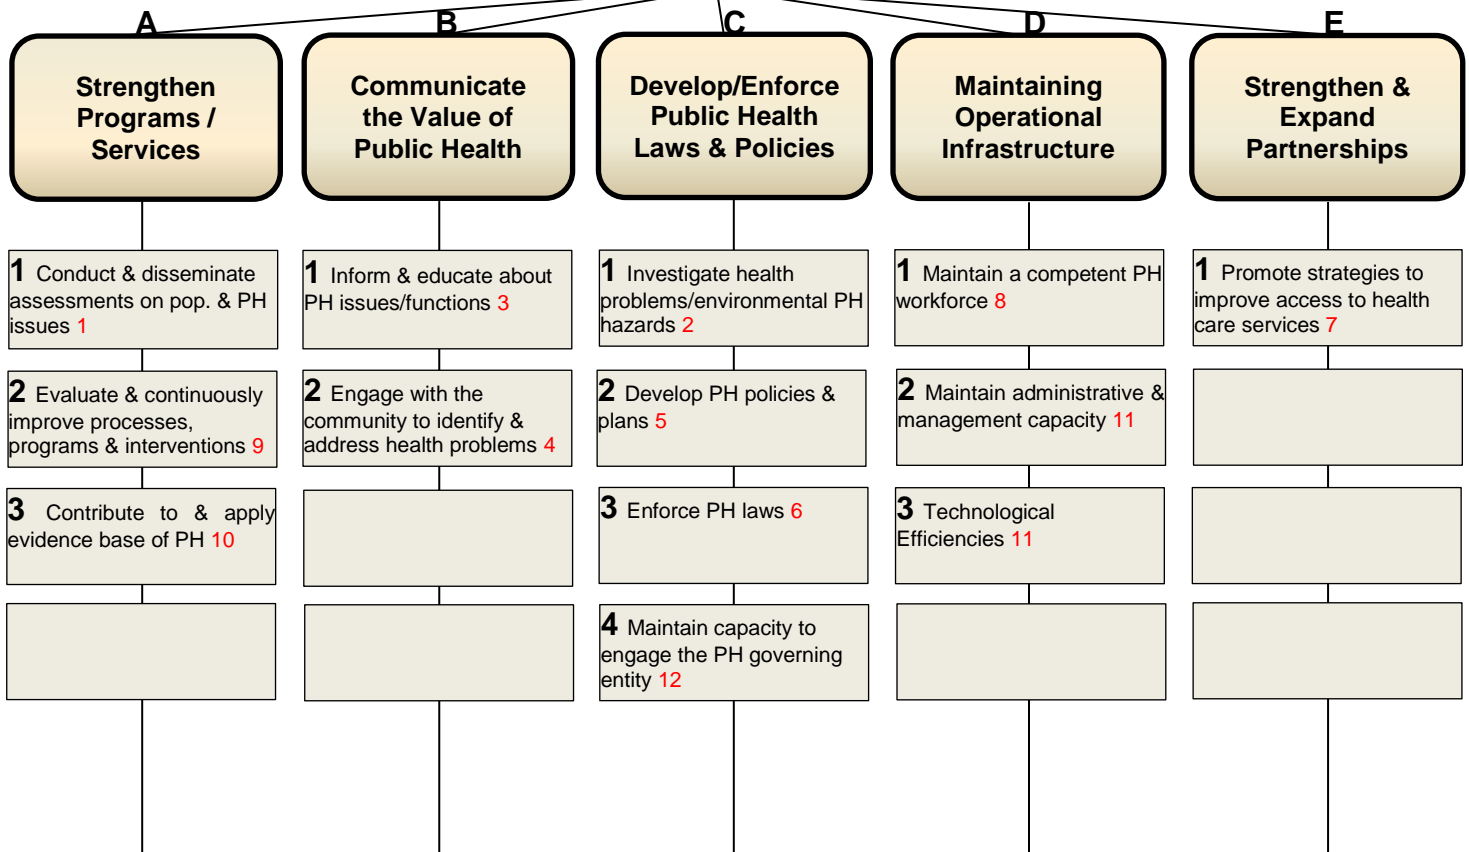 A
B
C
D
E
Strengthen
Programs /
Services
Communicate
the Value of
Public Health
Develop/Enforce
Public Health
Laws & Policies
Maintaining
Operational
Infrastructure
Strengthen &
Expand
Partnerships
1 Conduct & disseminate
assessments on pop. & PH
issues 1
2 Evaluate & continuously
improve processes,
programs & interventions 9
3 Contribute to & apply
evidence base of PH 10
1 Inform & educate about
PH issues/functions 3
2 Engage with the
community to identify &
address health problems 4
1 Investigate health
problems/environmental PH
hazards 2
2 Develop PH policies &
plans 5
3 Enforce PH laws 6
4 Maintain capacity to
engage the PH governing
entity 12
1 Maintain a competent PH
workforce 8
2 Maintain administrative &
management capacity 11
3 Technological
Efficiencies 11
1 Promote strategies to
improve access to health
care services 7